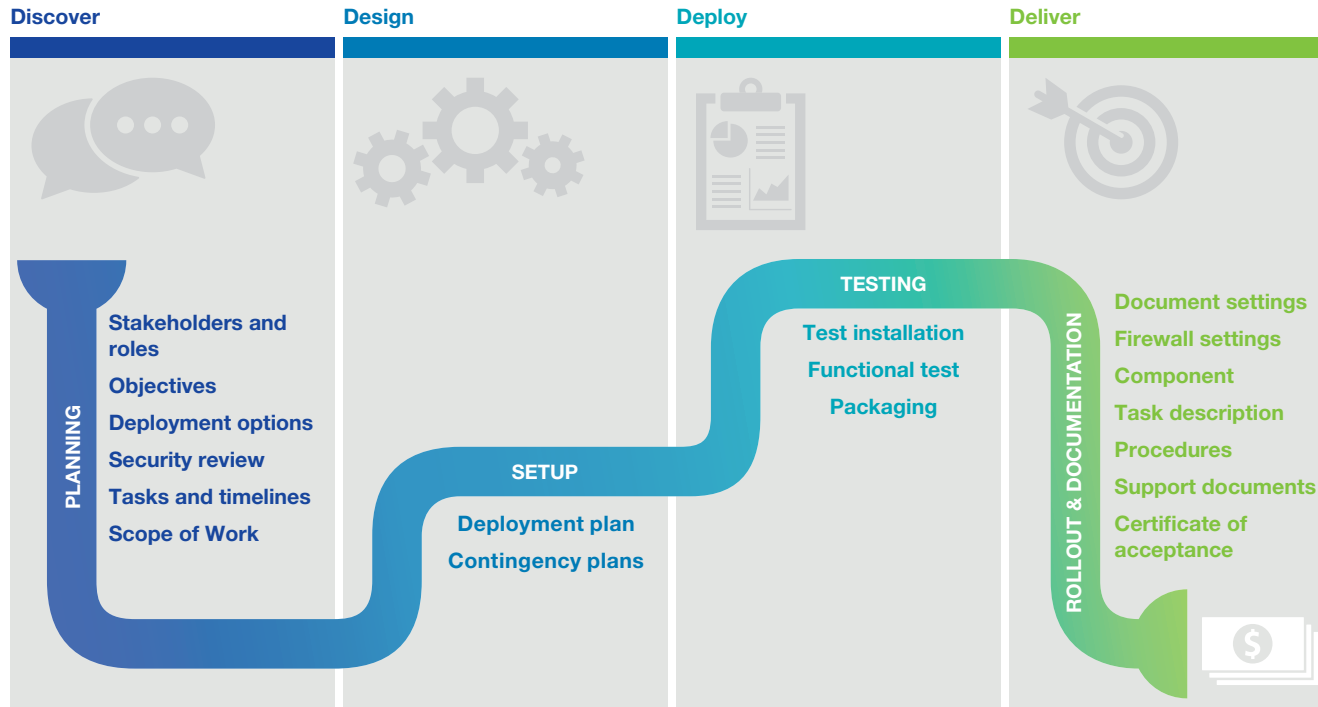 Discover
Design
Deploy
Deliver
PLANNING
Stakeholders and
roles
Objectives
Deployment options
Security review
Tasks and timelines
Scope of Work
SETUP
Deployment plan
Contingency plans
TESTING
Test installation
Functional test
Packaging
ROLLOUT & DOCUMENTATION
Document settings
Firewall settings
Component
Task description
Procedures
Support documents
Certificate of
acceptance
$